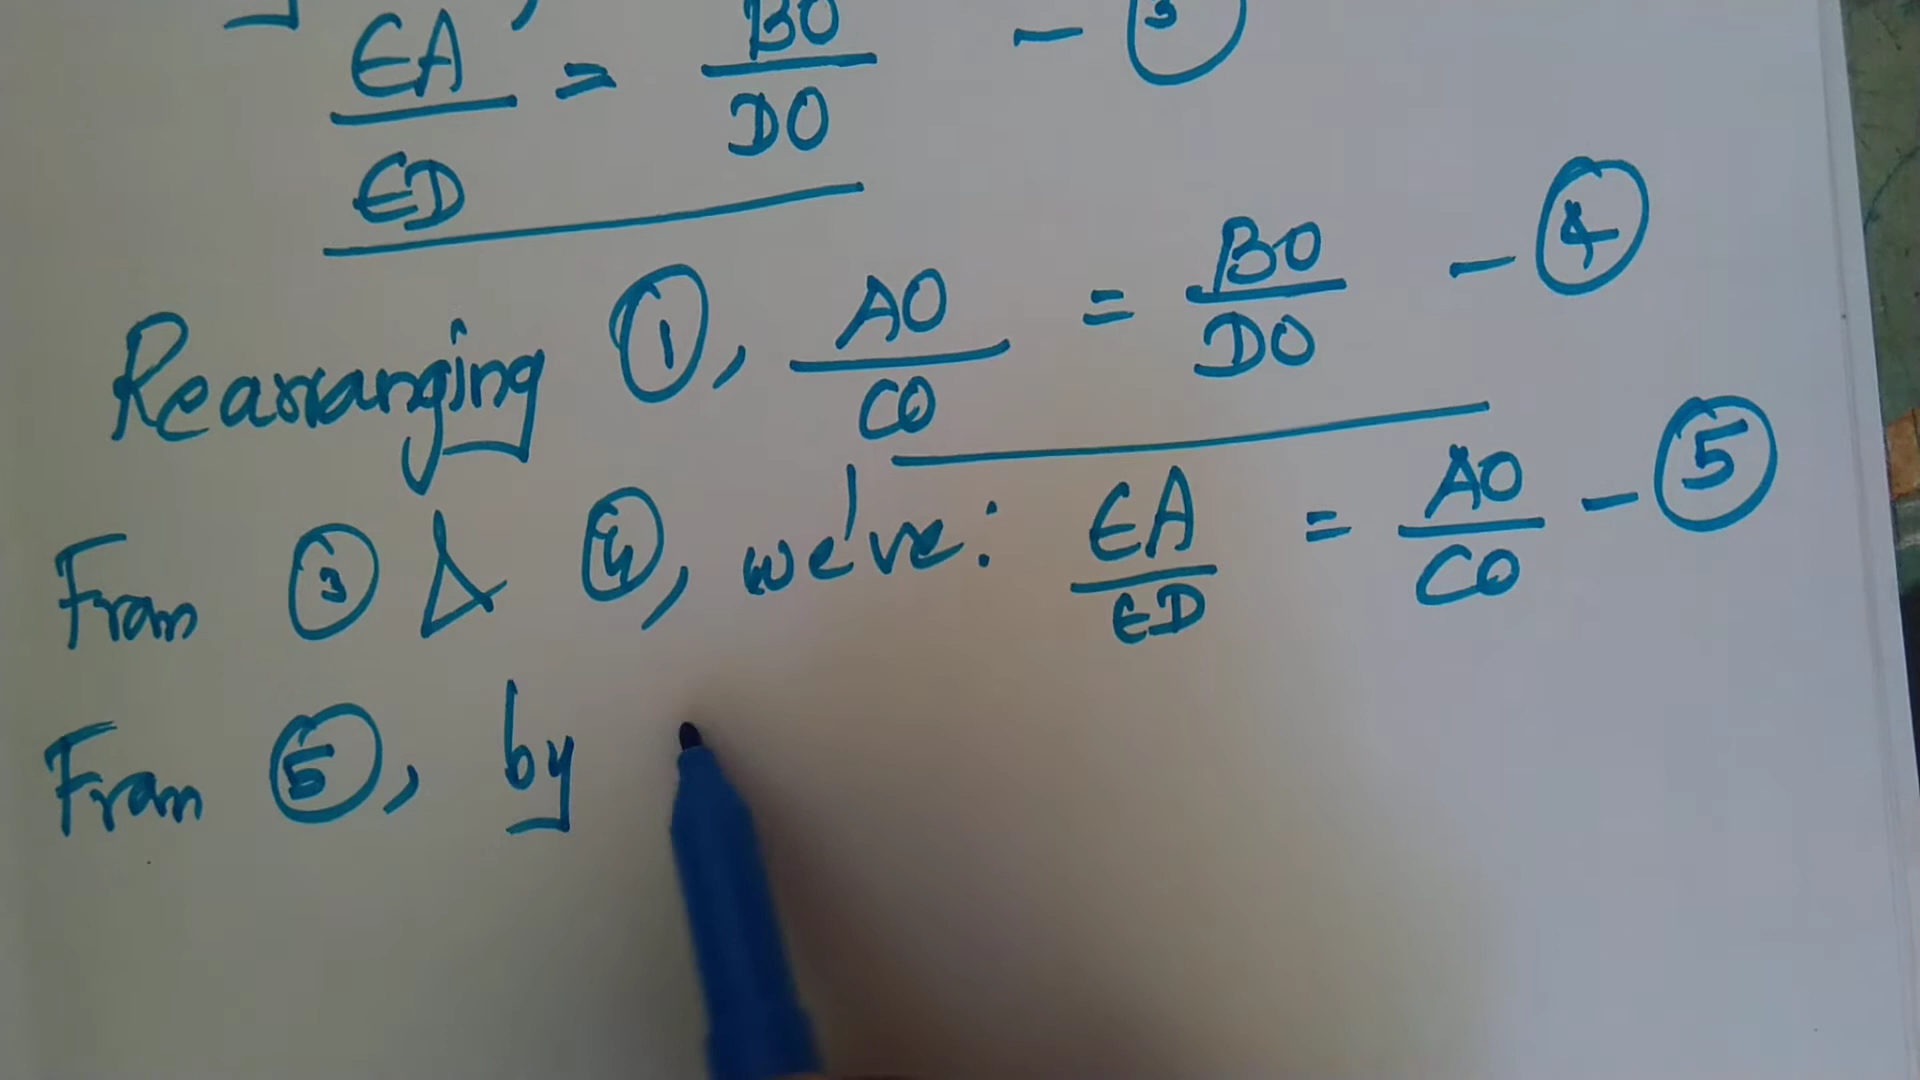 EA/ED = BO/DO - ③
Rearranging ①, AO/CO = BO/DO - ④
From ③ & ④, we've: EA/ED = AO/CO - ⑤
From ⑤, by